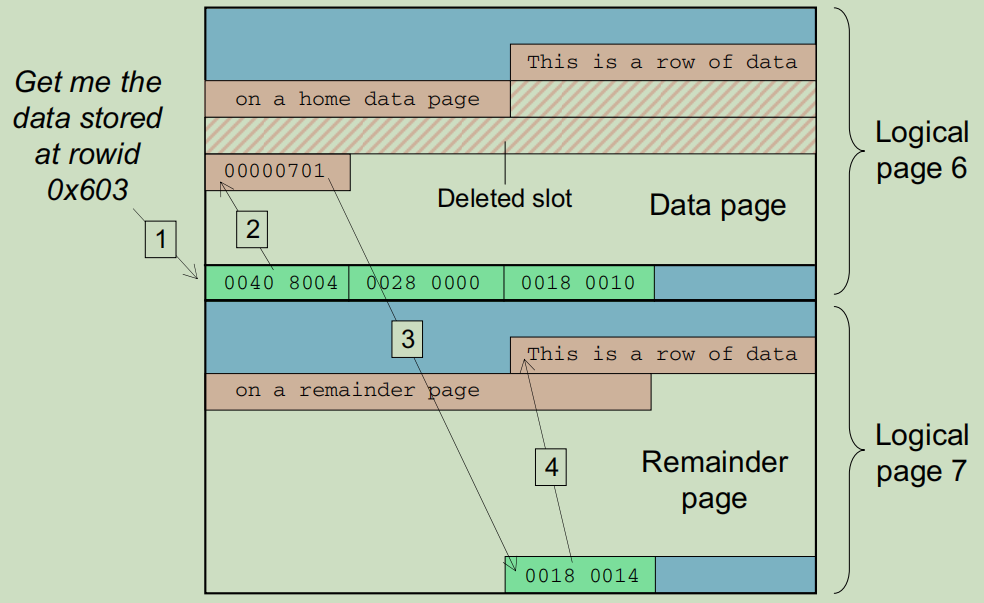 Get me the
data stored
at rowid
0x603
1
This is a row of data
on a home data page
00000701
Deleted slot
2
Data page
Logical
page 6
0040 8004
0028 0000
0018 0010
3
This is a row of data
on a remainder page
4
Remainder
page
Logical
page 7
0018 0014